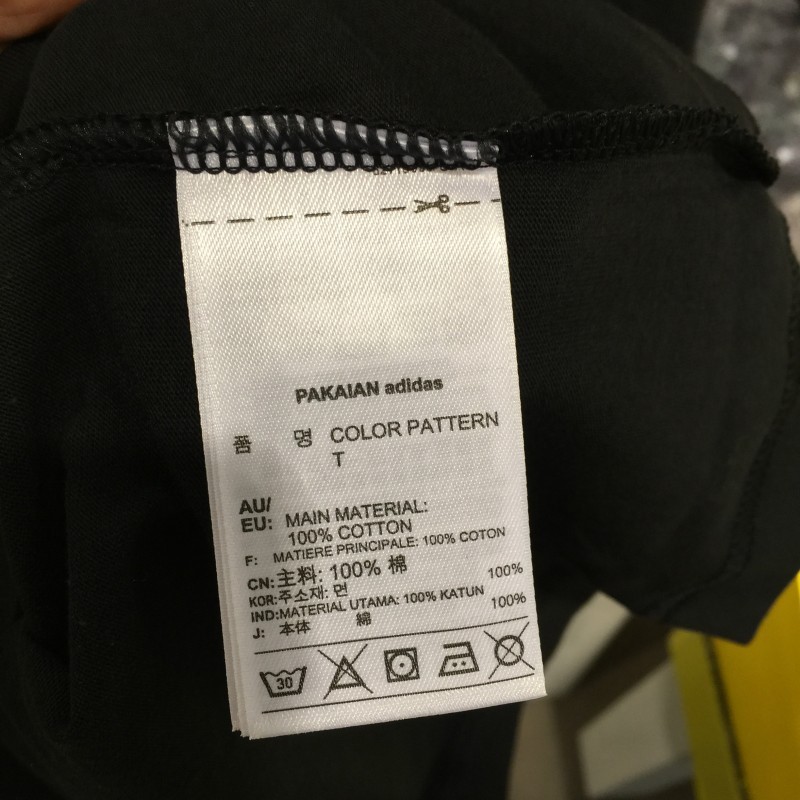 PAKAIAN adidas
품 명 COLOR PATTERN
T
AU/
EU: MAIN MATERIAL:
100% COTTON
F: MATIERE PRINCIPALE: 100% COTON
CN: 主料: 100% 棉
KOR: 주소재: 면 100%
IND: MATERIAL UTAMA: 100% KATUN
J: 本体 綿 100%
30